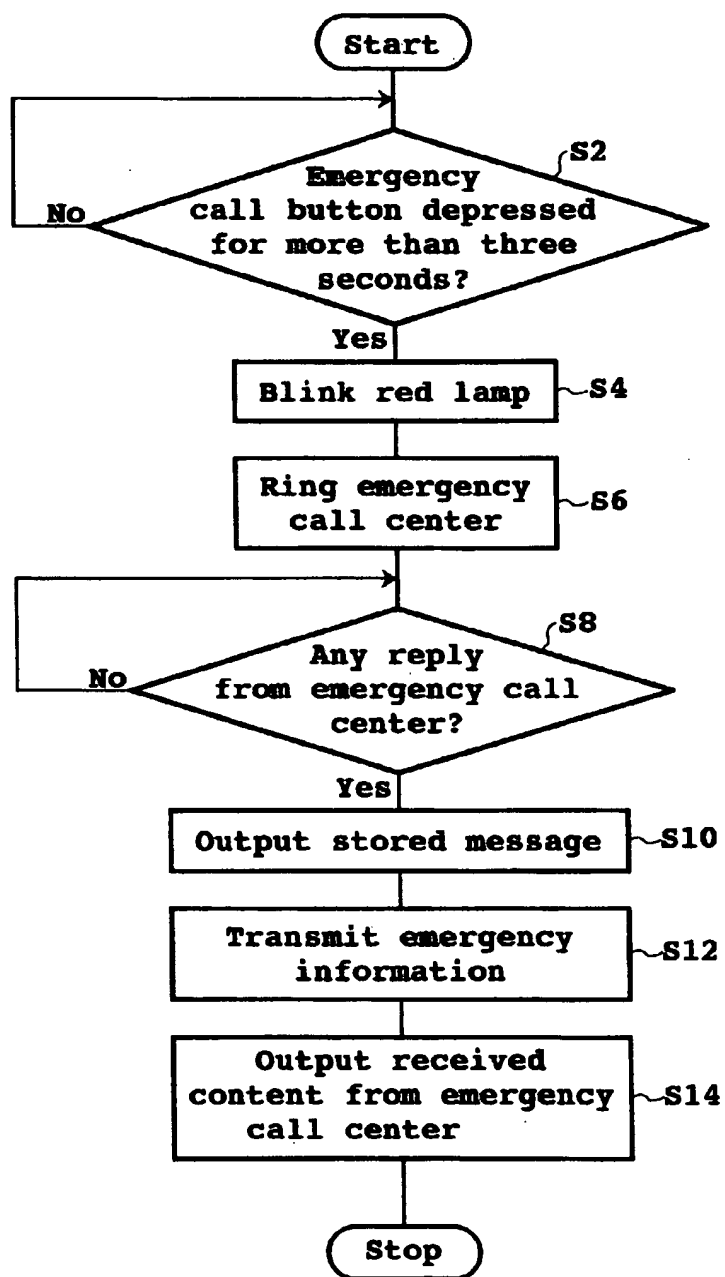 Start
S2
Emergency
call button depressed
for more than three
seconds?
No
Yes
Blink red lamp
S4
Ring emergency
call center
S6
S8
Any reply
from emergency call
center?
No
Yes
Output stored message
S10
Transmit emergency
information
S12
Output received
content from emergency
call center
S14
Stop